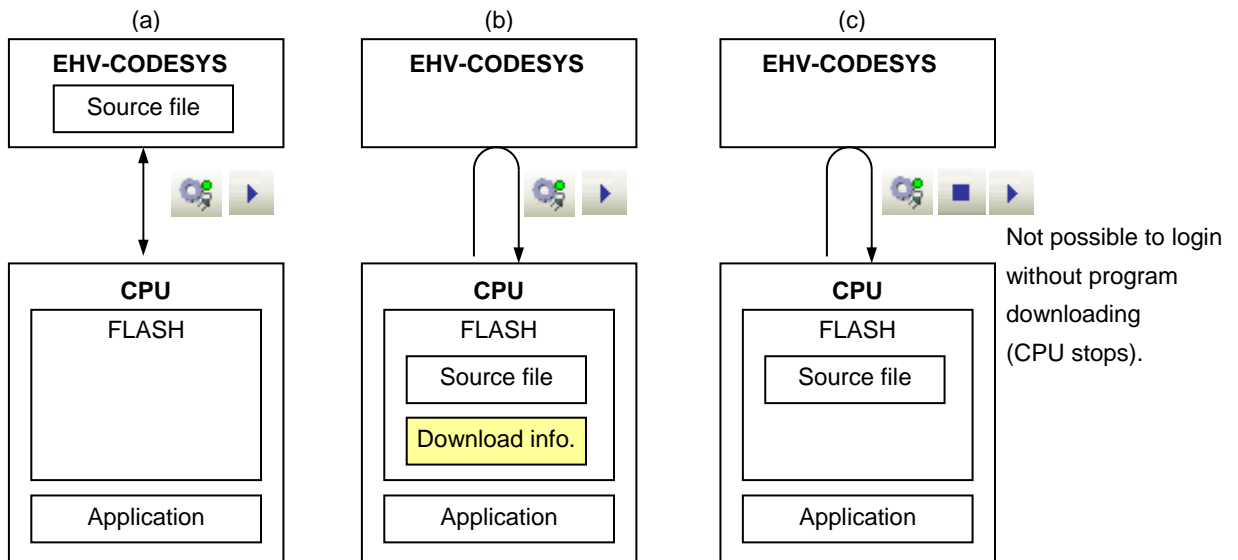 (a)
(b)
(c)
EHV-CODESYS
Source file
EHV-CODESYS
EHV-CODESYS
Not possible to login
without program
downloading
(CPU stops).
CPU
FLASH
Application
CPU
FLASH
Source file
Download info.
Application
CPU
FLASH
Source file
Application